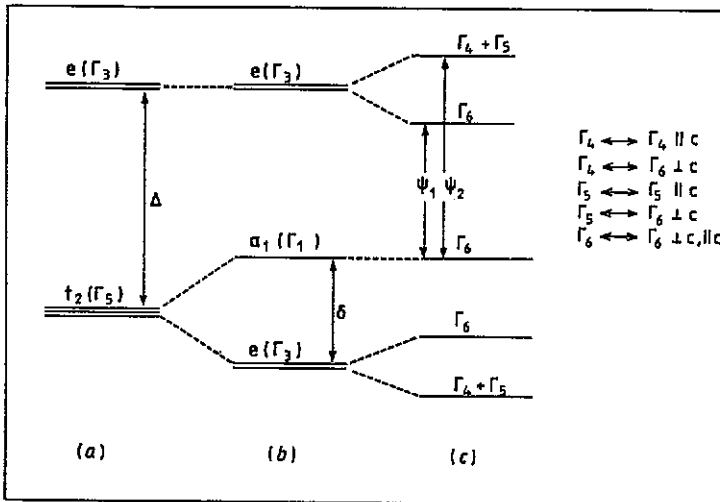 Γ₄ + Γ₅
e(Γ₃)
e(Γ₃)
Γ₆
Γ₄ ↔ Γ₄ ∥ c
Γ₄ ↔ Γ₆ ⊥ c
Γ₅ ↔ Γ₅ ∥ c
Γ₅ ↔ Γ₆ ⊥ c
Γ₆ ↔ Γ₆ ⊥ c, ∥ c
Δ
Ψ₁ Ψ₂
a₁(Γ₁)
Γ₆
t₂(Γ₅)
δ
Γ₆
e(Γ₃)
Γ₄ + Γ₅
(a) (b) (c)